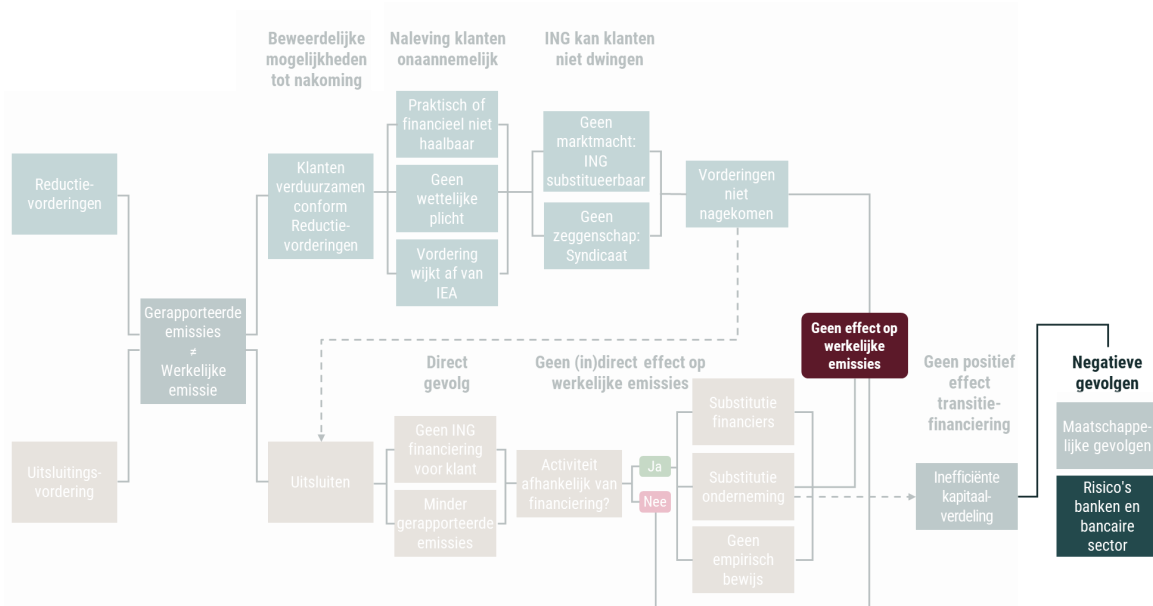 Beweerdelijke
mogelijkheden
tot nakoming
Naleving klanten
onaannemelijk
ING kan klanten
niet dwingen
Reductie-
vorderingen
Klanten
verduurzamen
conform
Reductie-
vorderingen
Praktisch of
financieel niet
haalbaar
Geen
wettelijke
plicht
Vordering
wijkt af van
IEA
Geen
marktmacht:
ING
substitueerbaar
Geen
zeggenschap:
Syndicaat
Vorderingen
niet
nagekomen
Gerapporteerde
emissies
≠
Werkelijke
emissie
Geen effect op
werkelijke
emissies
Direct
gevolg
Geen (in)direct effect op
werkelijke emissies
Geen positief
effect
transitie-
financiering
Negatieve
gevolgen
Uitsluitings-
vordering
Uitsluiten
Geen ING
financiering
voor klant
Minder
gerapporteerde
emissies
Activiteit
afhankelijk van
financiering?
Ja
Nee
Substitutie
financiers
Substitutie
onderneming
Geen
empirisch
bewijs
Inefficiënte
kapitaal-
verdeling
Maatschappe-
lijke gevolgen
Risico's
banken en
bancaire
sector